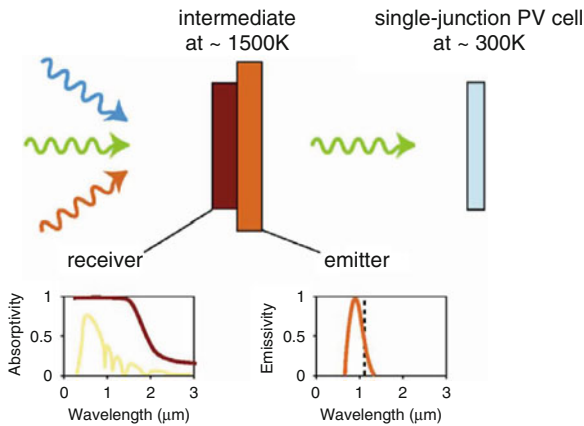 intermediate
at ~ 1500K
single-junction PV cell
at ~ 300K
receiver
emitter
Absorptivity
1
0.5
0
0
1
2
3
Wavelength (μm)
Emissivity
1
0.5
0
0
1
2
3
Wavelength (μm)